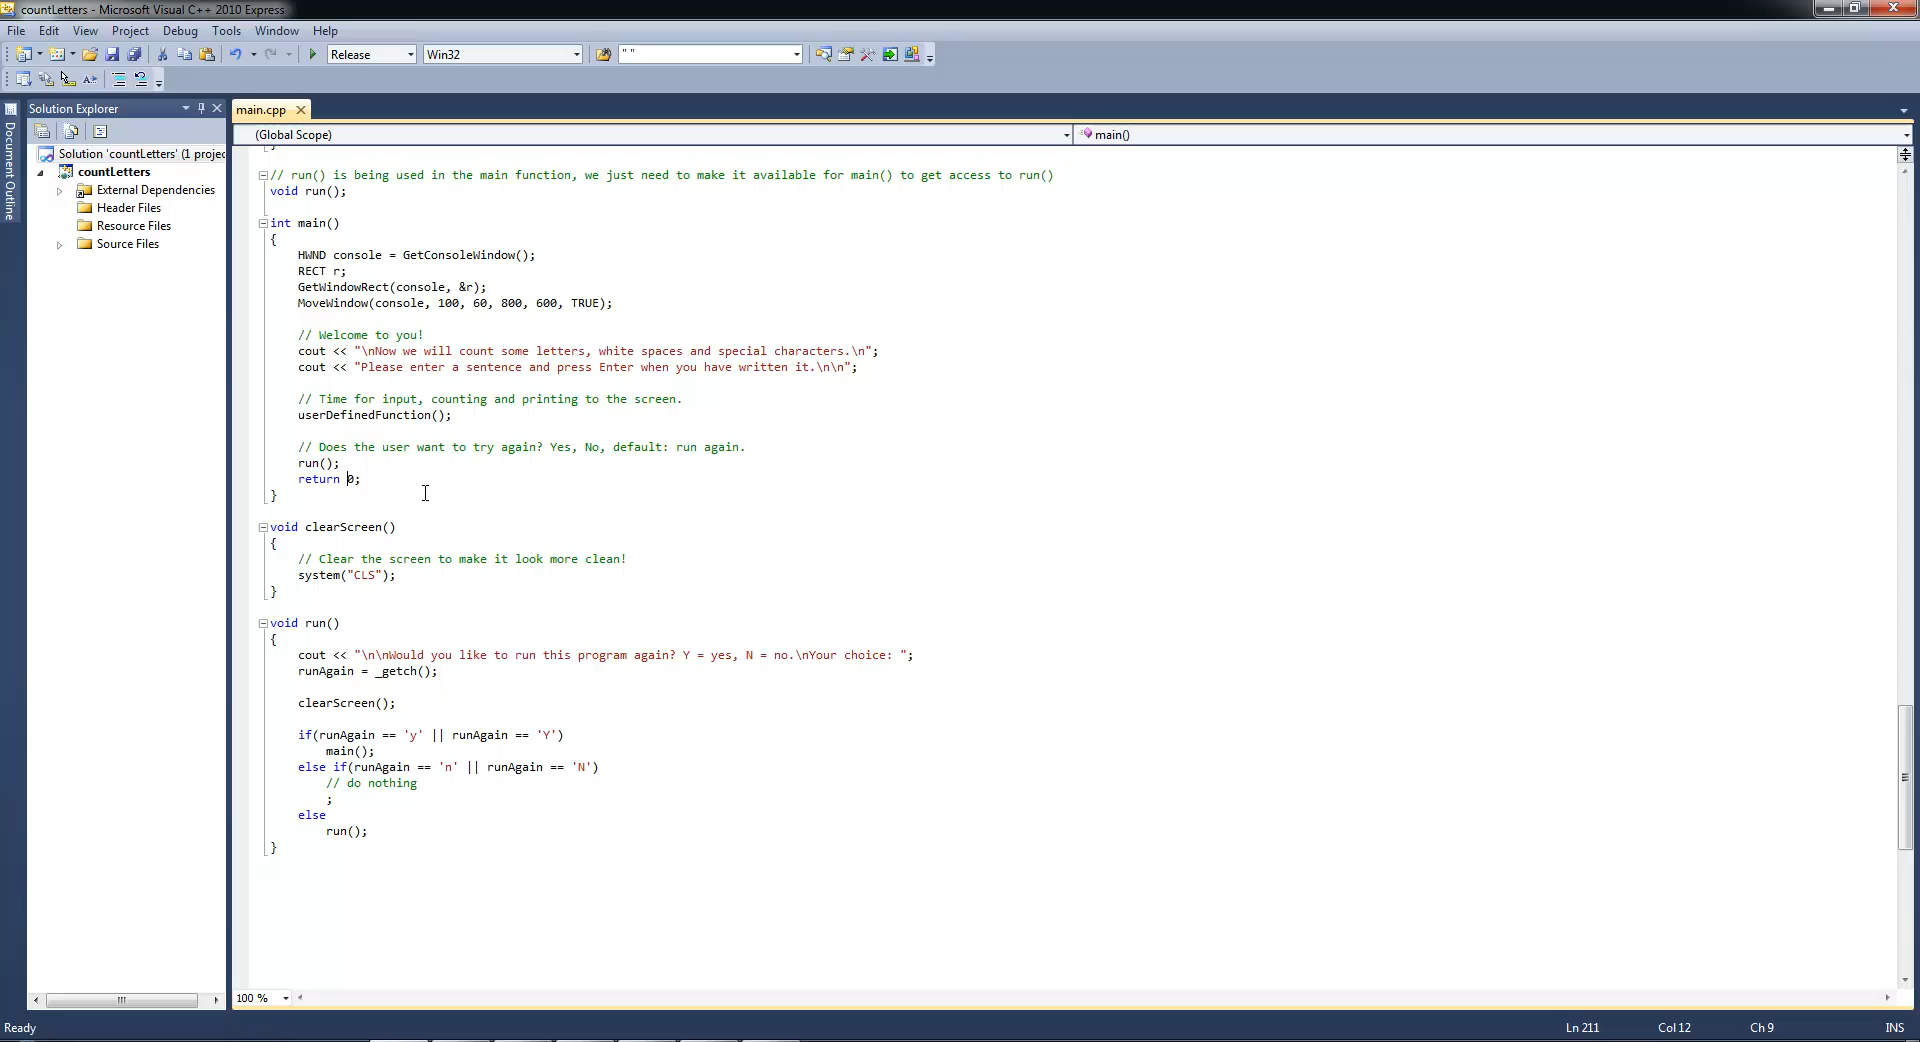 countLetters - Microsoft Visual C++ 2010 Express
File Edit View Project Debug Tools Window Help
Release Win32 " "
Document Outline
Solution Explorer
Solution 'countLetters' (1 projec
countLetters
External Dependencies
Header Files
Resource Files
Source Files
main.cpp
(Global Scope) main()
}
// run() is being used in the main function, we just need to make it available for main() to get access to run()
void run();
int main()
{
HWND console = GetConsoleWindow();
RECT r;
GetWindowRect(console, &r);
MoveWindow(console, 100, 60, 800, 600, TRUE);
// Welcome to you!
cout << "\nNow we will count some letters, white spaces and special characters.\n";
cout << "Please enter a sentence and press Enter when you have written it.\n\n";
// Time for input, counting and printing to the screen.
userDefinedFunction();
// Does the user want to try again? Yes, No, default: run again.
run();
return 0;
}
void clearScreen()
{
// Clear the screen to make it look more clean!
system("CLS");
}
void run()
{
cout << "\n\nWould you like to run this program again? Y = yes, N = no.\nYour choice: ";
runAgain = _getch();
clearScreen();
if(runAgain == 'y' || runAgain == 'Y')
main();
else if(runAgain == 'n' || runAgain == 'N')
// do nothing
;
else
run();
}
100 %
Ready Ln 211 Col 12 Ch 9 INS